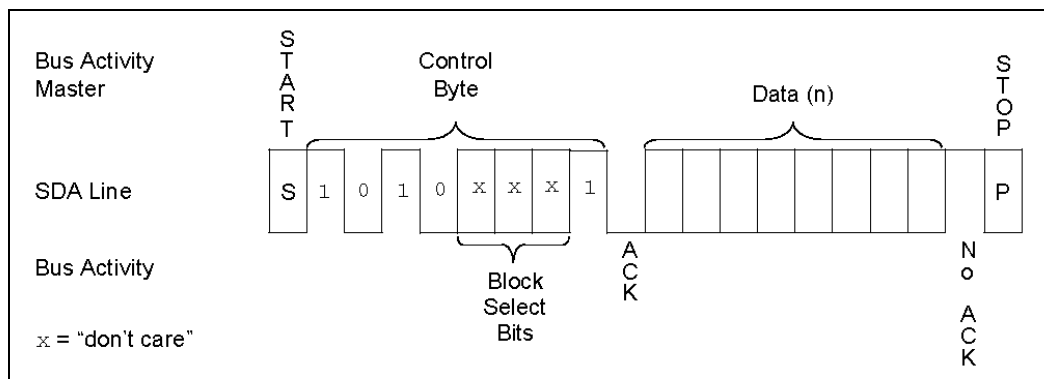 Bus Activity
Master
START
Control
Byte
Data (n)
STOP
SDA Line
S 1 0 1 0 x x x 1 P
Bus Activity
ACK
No ACK
Block
Select
Bits
x = “don’t care”